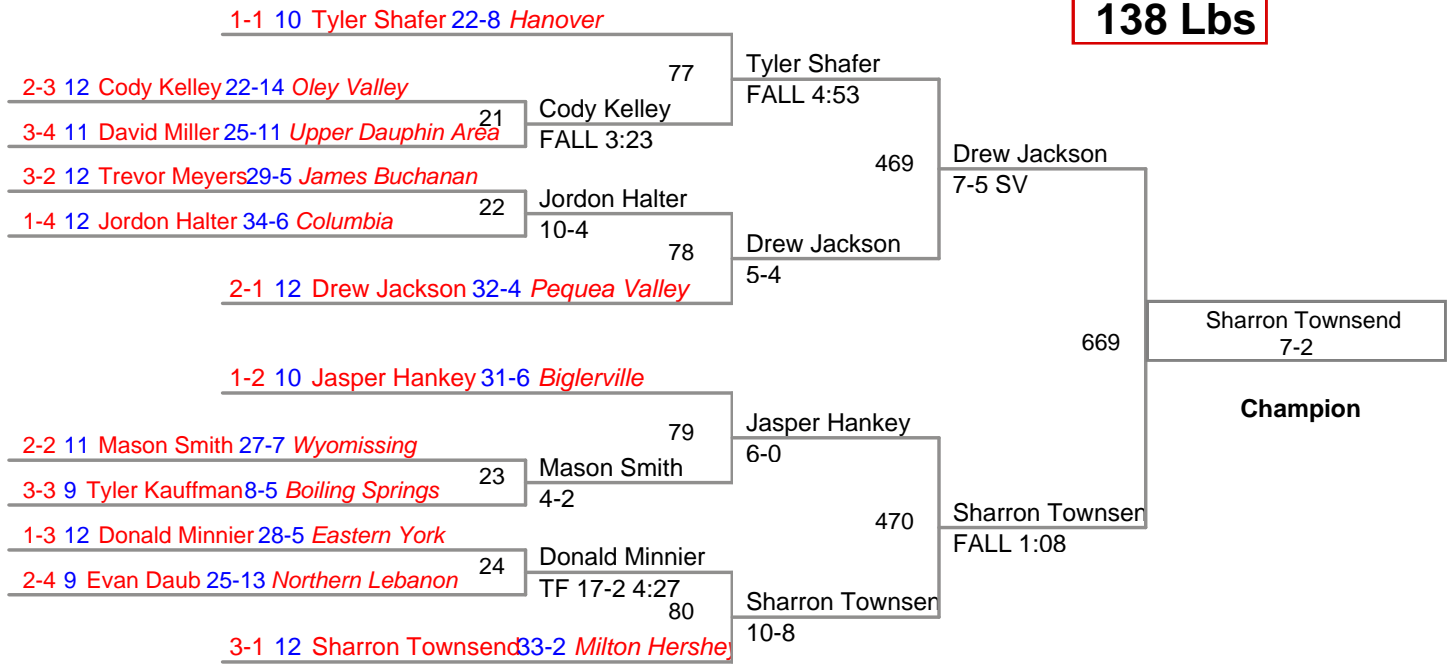 138 Lbs
1-1 10 Tyler Shafer 22-8 Hanover
77
Tyler Shafer
FALL 4:53
2-3 12 Cody Kelley 22-14 Oley Valley
21
Cody Kelley
FALL 3:23
3-4 11 David Miller 25-11 Upper Dauphin Area
469
Drew Jackson
7-5 SV
3-2 12 Trevor Meyers 29-5 James Buchanan
22
Jordon Halter
10-4
1-4 12 Jordon Halter 34-6 Columbia
78
Drew Jackson
5-4
2-1 12 Drew Jackson 32-4 Pequea Valley
669
Sharron Townsend
7-2
Champion
1-2 10 Jasper Hankey 31-6 Biglerville
79
Jasper Hankey
6-0
2-2 11 Mason Smith 27-7 Wyomissing
23
Mason Smith
4-2
3-3 9 Tyler Kauffman 8-5 Boiling Springs
470
Sharron Townsen
FALL 1:08
1-3 12 Donald Minnier 28-5 Eastern York
24
Donald Minnier
TF 17-2 4:27
2-4 9 Evan Daub 25-13 Northern Lebanon
80
Sharron Townsen
10-8
3-1 12 Sharron Townsend 33-2 Milton Hershey